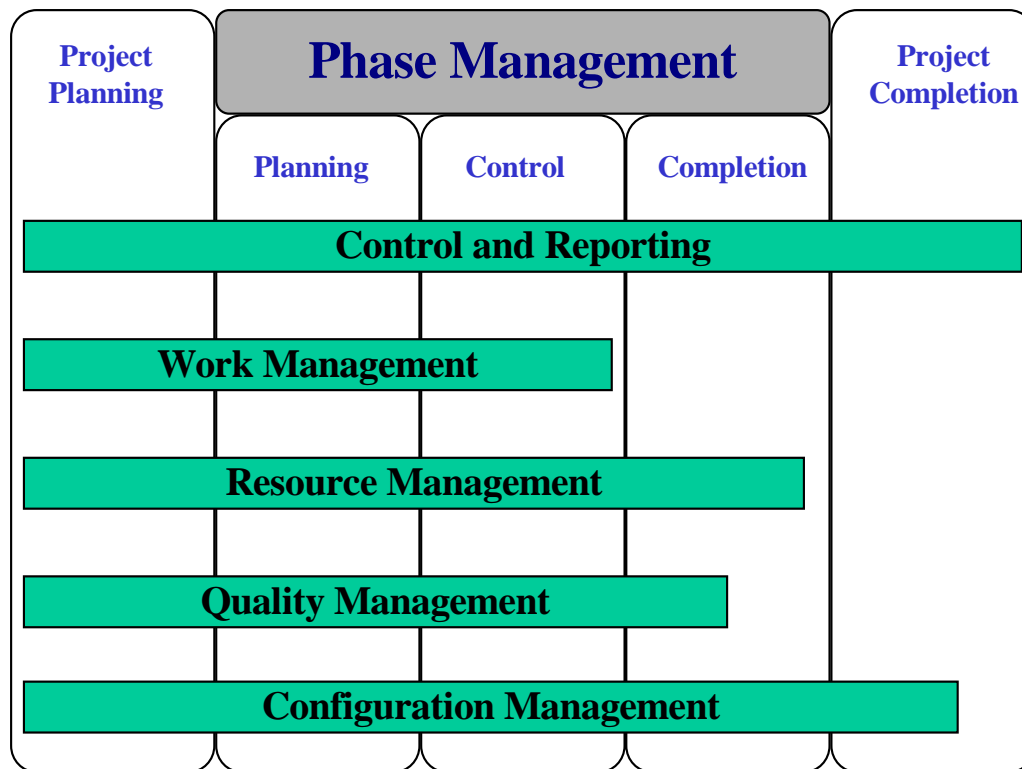 Project
Planning
Phase Management
Project
Completion
Planning
Control
Completion
Control and Reporting
Work Management
Resource Management
Quality Management
Configuration Management